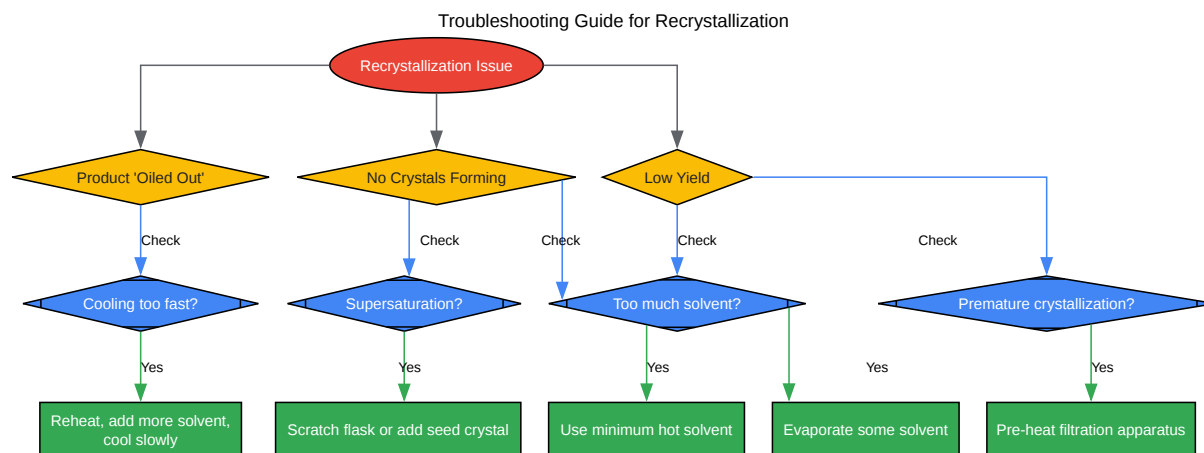 Troubleshooting Guide for Recrystallization
Recrystallization Issue
Product 'Oiled Out'
No Crystals Forming
Low Yield
Check
Check
Check
Check
Check
Cooling too fast?
Supersaturation?
Too much solvent?
Premature crystallization?
Yes
Yes
Yes
Yes
Yes
Reheat, add more solvent,
cool slowly
Scratch flask or add seed crystal
Use minimum hot solvent
Evaporate some solvent
Pre-heat filtration apparatus